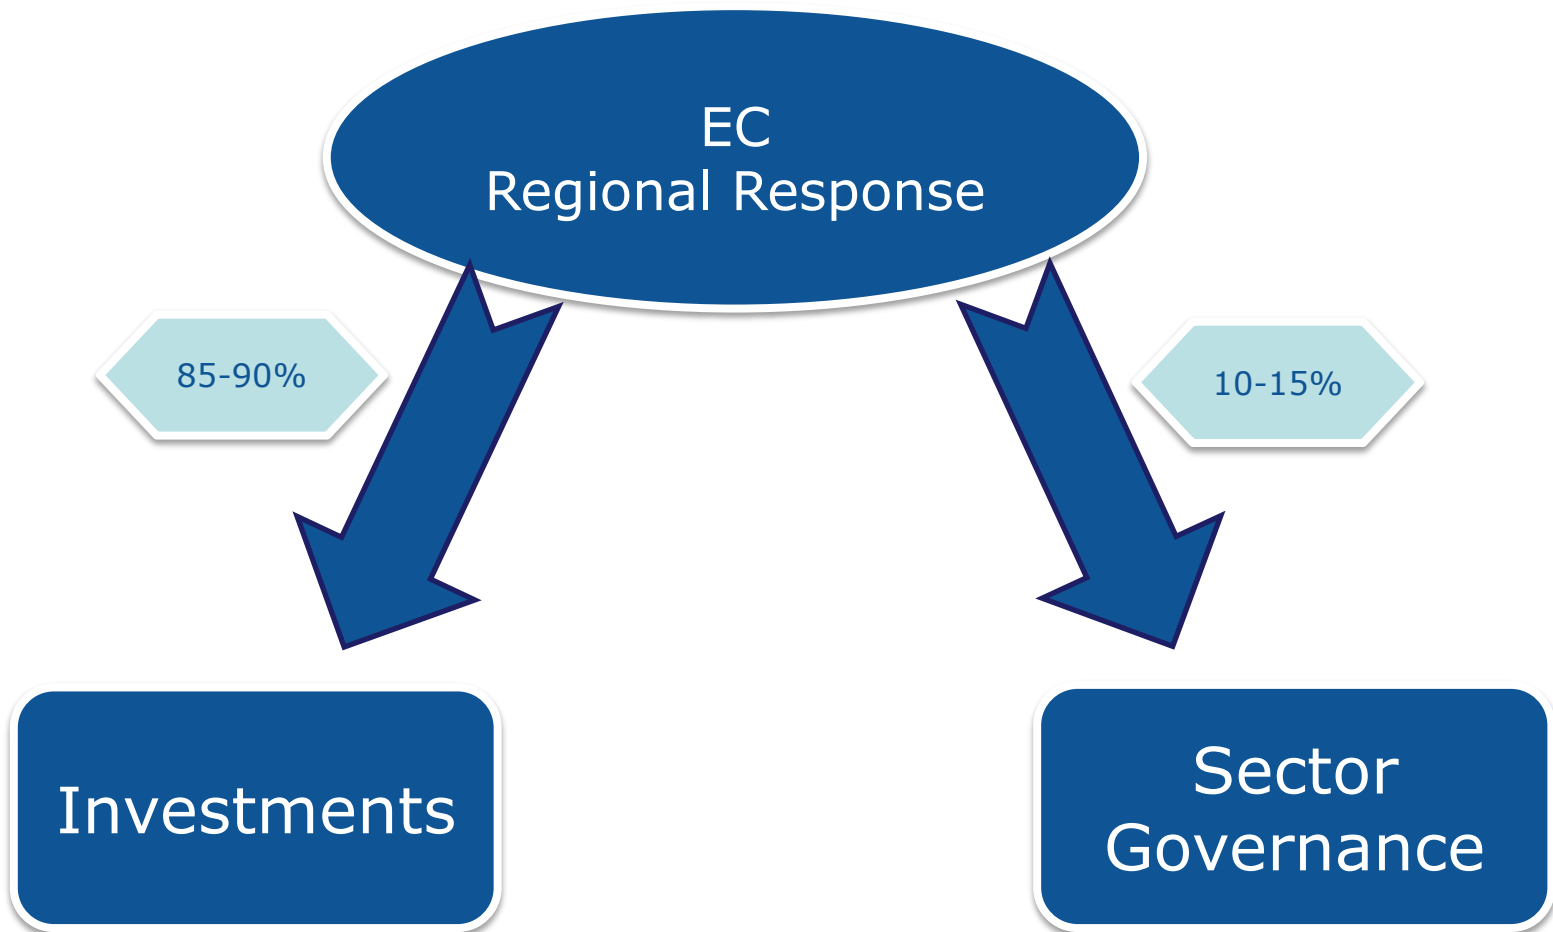 EC
Regional Response
85-90%
10-15%
Investments
Sector
Governance